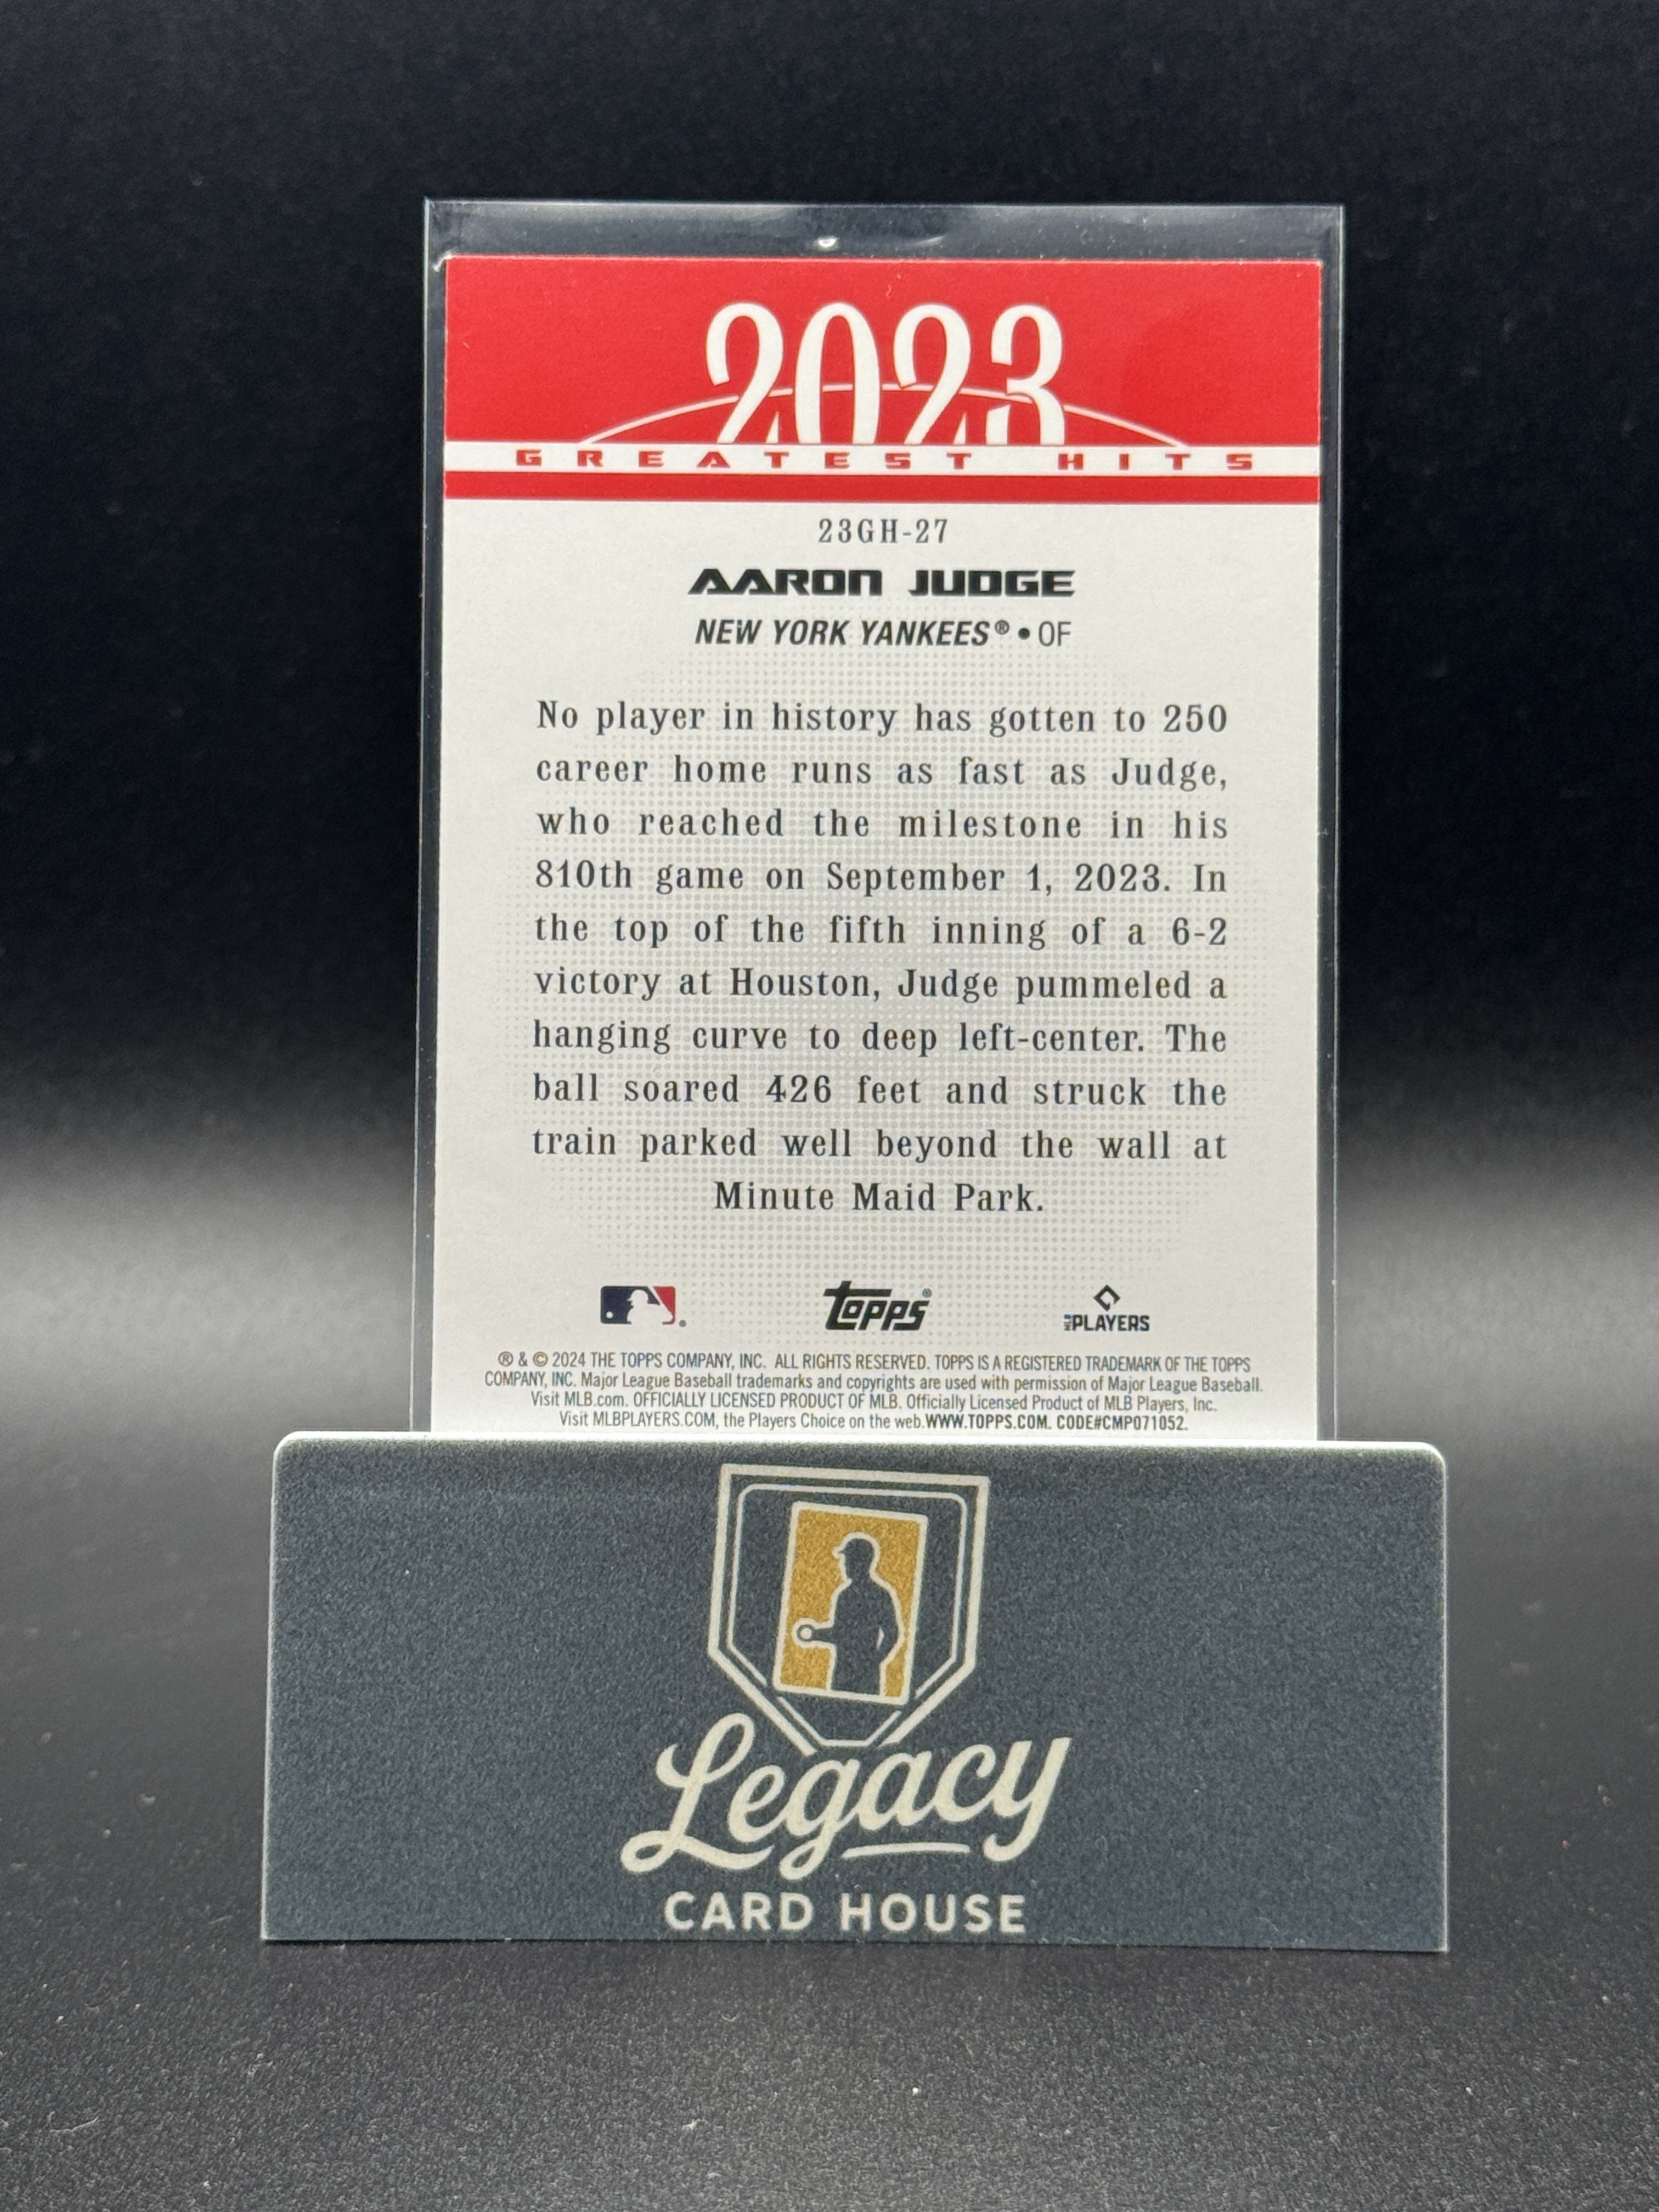 2023
GREATEST HITS
23GH-27
AARON JUDGE
NEW YORK YANKEES® • OF
No player in history has gotten to 250
career home runs as fast as Judge,
who reached the milestone in his
810th game on September 1, 2023. In
the top of the fifth inning of a 6-2
victory at Houston, Judge pummeled a
hanging curve to deep left-center. The
ball soared 426 feet and struck the
train parked well beyond the wall at
Minute Maid Park.
topps®
PLAYERS
® & © 2024 THE TOPPS COMPANY, INC. ALL RIGHTS RESERVED. TOPPS IS A REGISTERED TRADEMARK OF THE TOPPS
COMPANY, INC. Major League Baseball trademarks and copyrights are used with permission of Major League Baseball.
Visit MLB.com. OFFICIALLY LICENSED PRODUCT OF MLB. Officially Licensed Product of MLB Players, Inc.
Visit MLBPLAYERS.COM, the Players Choice on the web. WWW.TOPPS.COM. CODE#CMP071052.
Legacy
CARD HOUSE